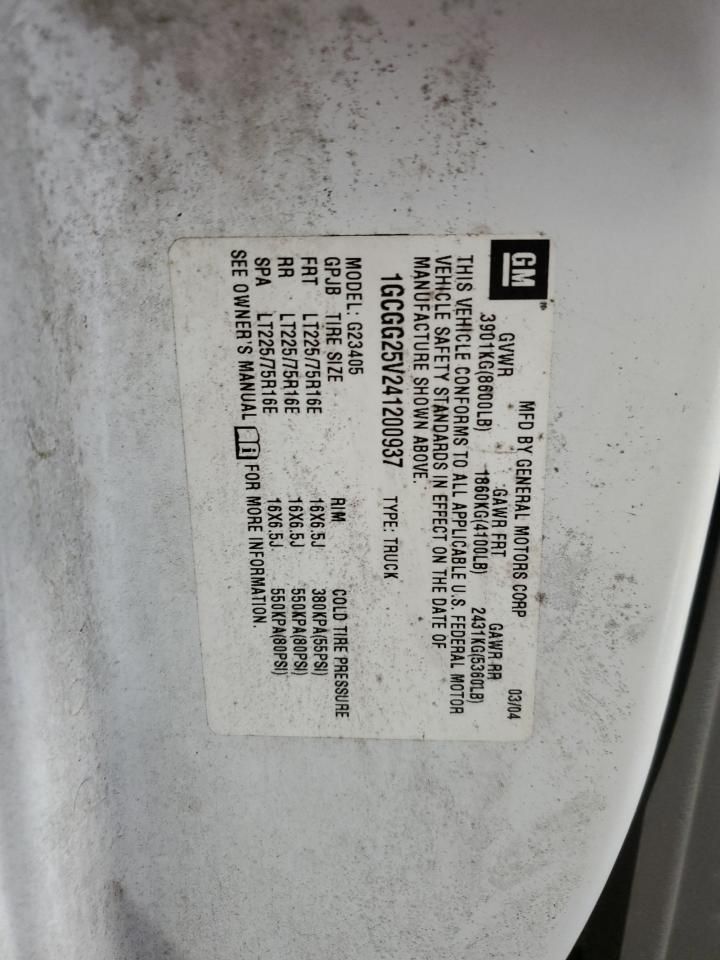 GM
MFD BY GENERAL MOTORS CORP 03/04
GVWR GAWR FRT GAWR RR
3901KG(8600LB) 1860KG(4100LB) 2431KG(5360LB)
THIS VEHICLE CONFORMS TO ALL APPLICABLE U.S. FEDERAL MOTOR
VEHICLE SAFETY STANDARDS IN EFFECT ON THE DATE OF
MANUFACTURE SHOWN ABOVE.
1GCGG25V241200937 TYPE: TRUCK
MODEL: G23405
GPJB TIRE SIZE RIM COLD TIRE PRESSURE
FRT LT225/75R16E 16X6.5J 380KPA(55PSI)
RR LT225/75R16E 16X6.5J 550KPA(80PSI)
SPA LT225/75R16E 16X6.5J 550KPA(80PSI)
SEE OWNER'S MANUAL FOR MORE INFORMATION.